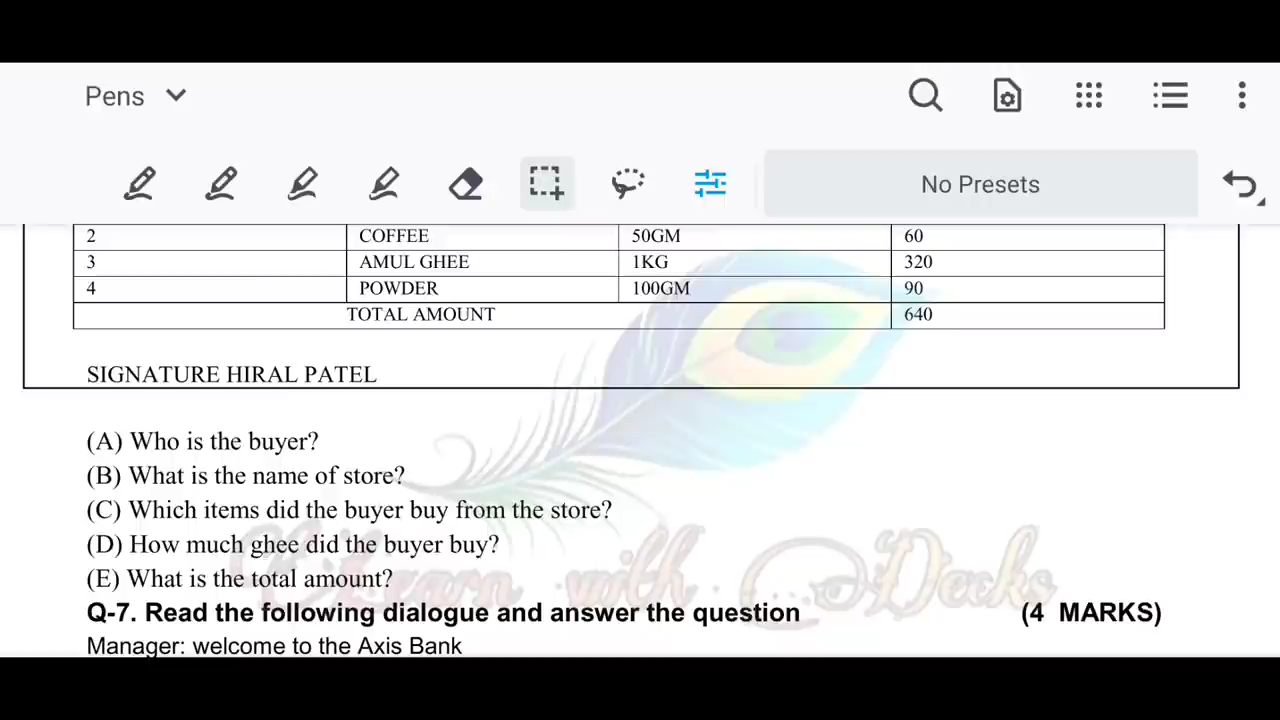 Pens
No Presets
2 COFFEE 50GM 60
3 AMUL GHEE 1KG 320
4 POWDER 100GM 90
TOTAL AMOUNT 640
SIGNATURE HIRAL PATEL
(A) Who is the buyer?
(B) What is the name of store?
(C) Which items did the buyer buy from the store?
(D) How much ghee did the buyer buy?
(E) What is the total amount?
Learn with Decks
Q-7. Read the following dialogue and answer the question (4 MARKS)
Manager: welcome to the Axis Bank